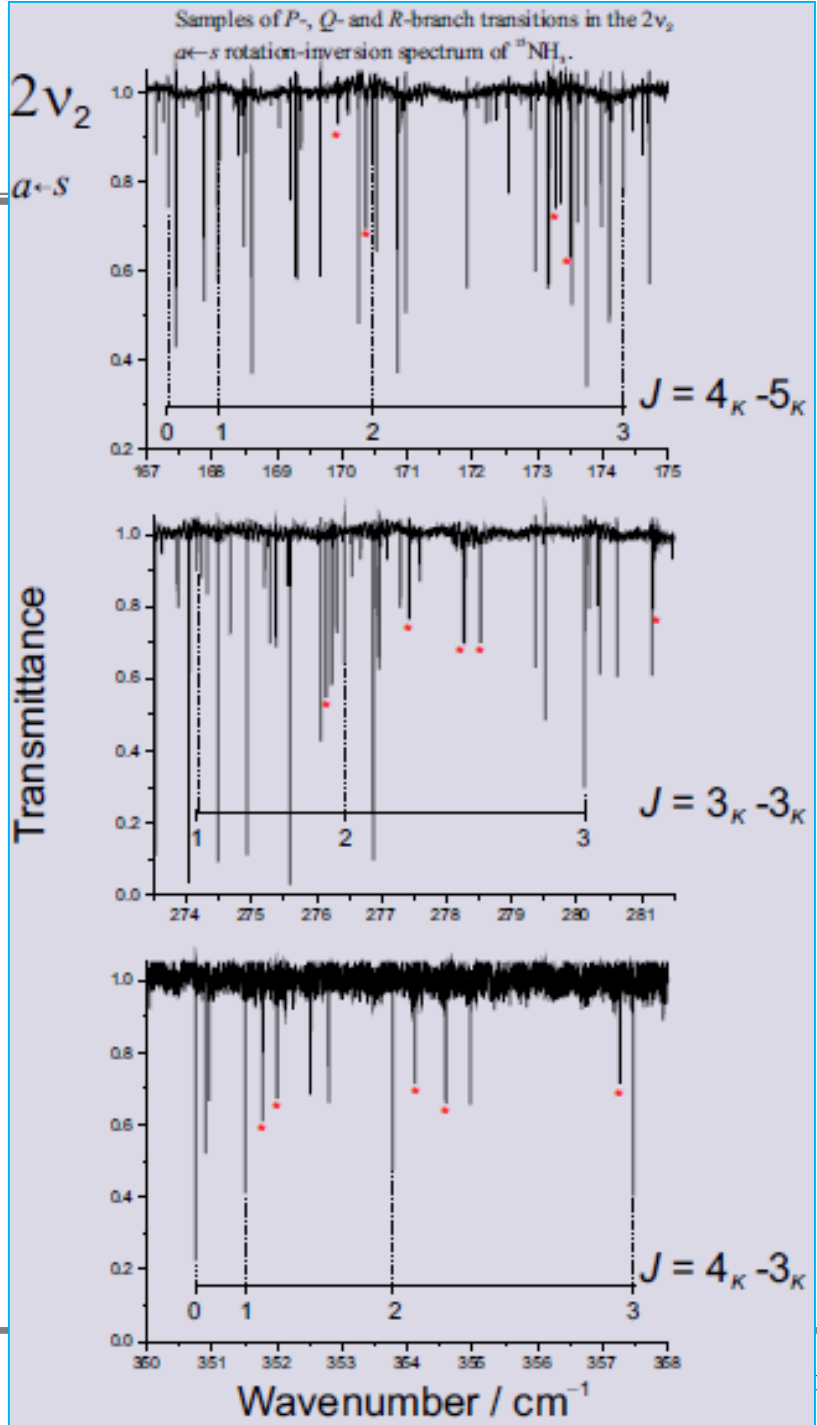 Samples of P-, Q- and R-branch transitions in the 2ν₂
a←s rotation-inversion spectrum of ¹⁵NH₃.
2ν₂
a←s
1.0
0.8
0.6
0.4
0.2
J = 4K -5K
0 1 2 3
167 168 169 170 171 172 173 174 175
Transmittance
1.0
0.8
0.6
0.4
0.2
0.0
J = 3K -3K
1 2 3
274 275 276 277 278 279 280 281
1.0
0.8
0.6
0.4
0.2
0.0
J = 4K -3K
0 1 2 3
350 351 352 353 354 355 356 357 358
Wavenumber / cm⁻¹